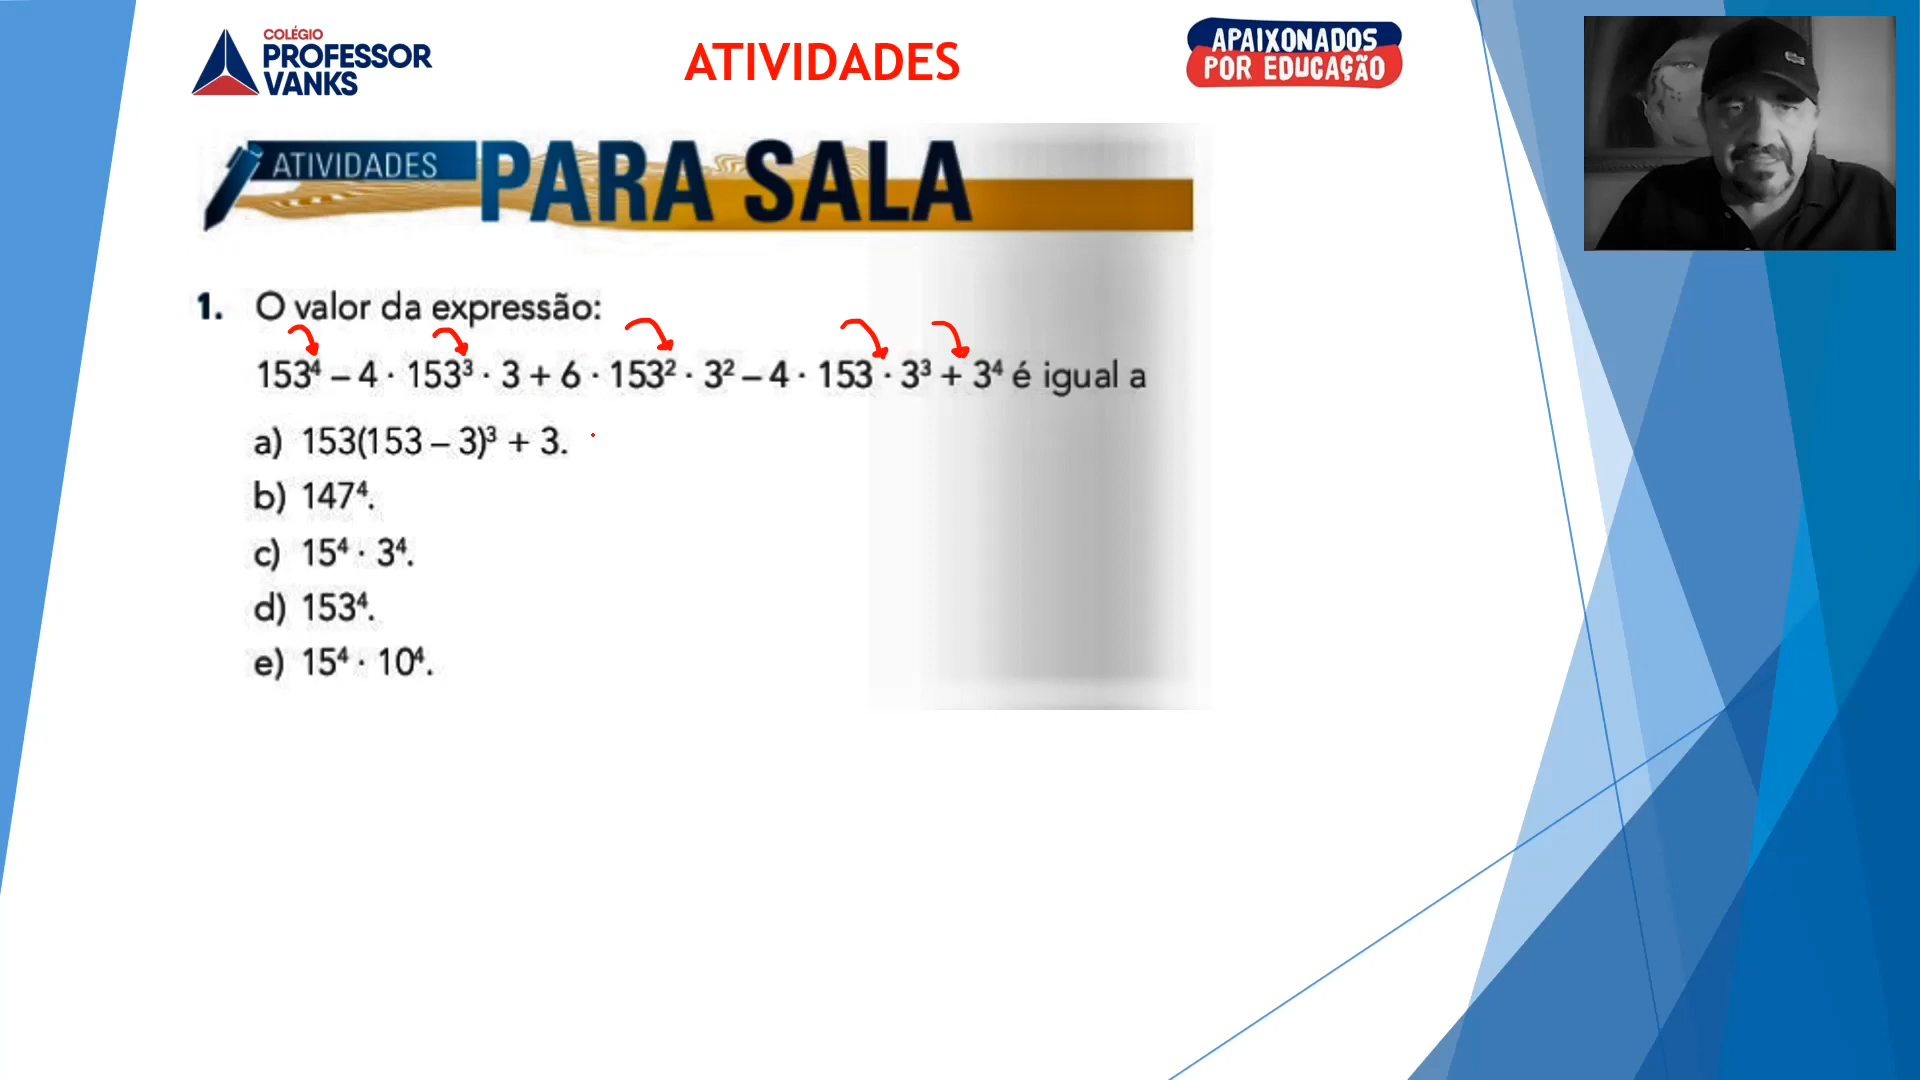 COLÉGIO
PROFESSOR
VANKS
ATIVIDADES
APAIXONADOS
POR EDUCAÇÃO
ATIVIDADES PARA SALA
1. O valor da expressão:
153⁴ – 4 · 153³ · 3 + 6 · 153² · 3² – 4 · 153 · 3³ + 3⁴ é igual a
a) 153(153 – 3)³ + 3.
b) 147⁴.
c) 15⁴ · 3⁴.
d) 153⁴.
e) 15⁴ · 10⁴.